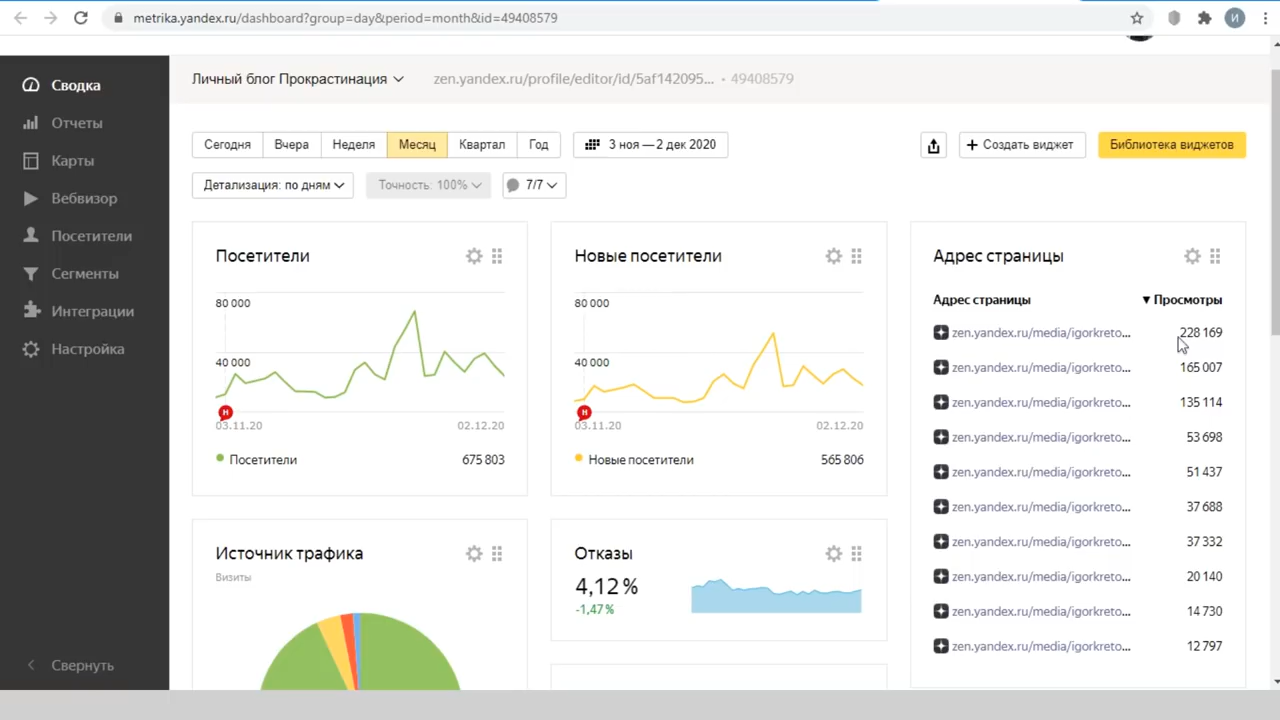 metrika.yandex.ru/dashboard?group=day&period=month&id=49408579
И
Сводка
Отчеты
Карты
Вебвизор
Посетители
Сегменты
Интеграции
Настройка
Свернуть
Личный блог Прокрастинация zen.yandex.ru/profile/editor/id/5af142095... • 49408579
Сегодня Вчера Неделя Месяц Квартал Год 3 ноя — 2 дек 2020 + Создать виджет Библиотека виджетов
Детализация: по дням Точность: 100% 7/7
Посетители
80 000
40 000
Н
03.11.20 02.12.20
Посетители 675 803
Новые посетители
80 000
40 000
Н
03.11.20 02.12.20
Новые посетители 565 806
Адрес страницы
Адрес страницы ▼ Просмотры
zen.yandex.ru/media/igorkreto... 228 169
zen.yandex.ru/media/igorkreto... 165 007
zen.yandex.ru/media/igorkreto... 135 114
zen.yandex.ru/media/igorkreto... 53 698
zen.yandex.ru/media/igorkreto... 51 437
zen.yandex.ru/media/igorkreto... 37 688
zen.yandex.ru/media/igorkreto... 37 332
zen.yandex.ru/media/igorkreto... 20 140
zen.yandex.ru/media/igorkreto... 14 730
zen.yandex.ru/media/igorkreto... 12 797
Источник трафика
Визиты
Отказы
4,12 %
-1,47 %